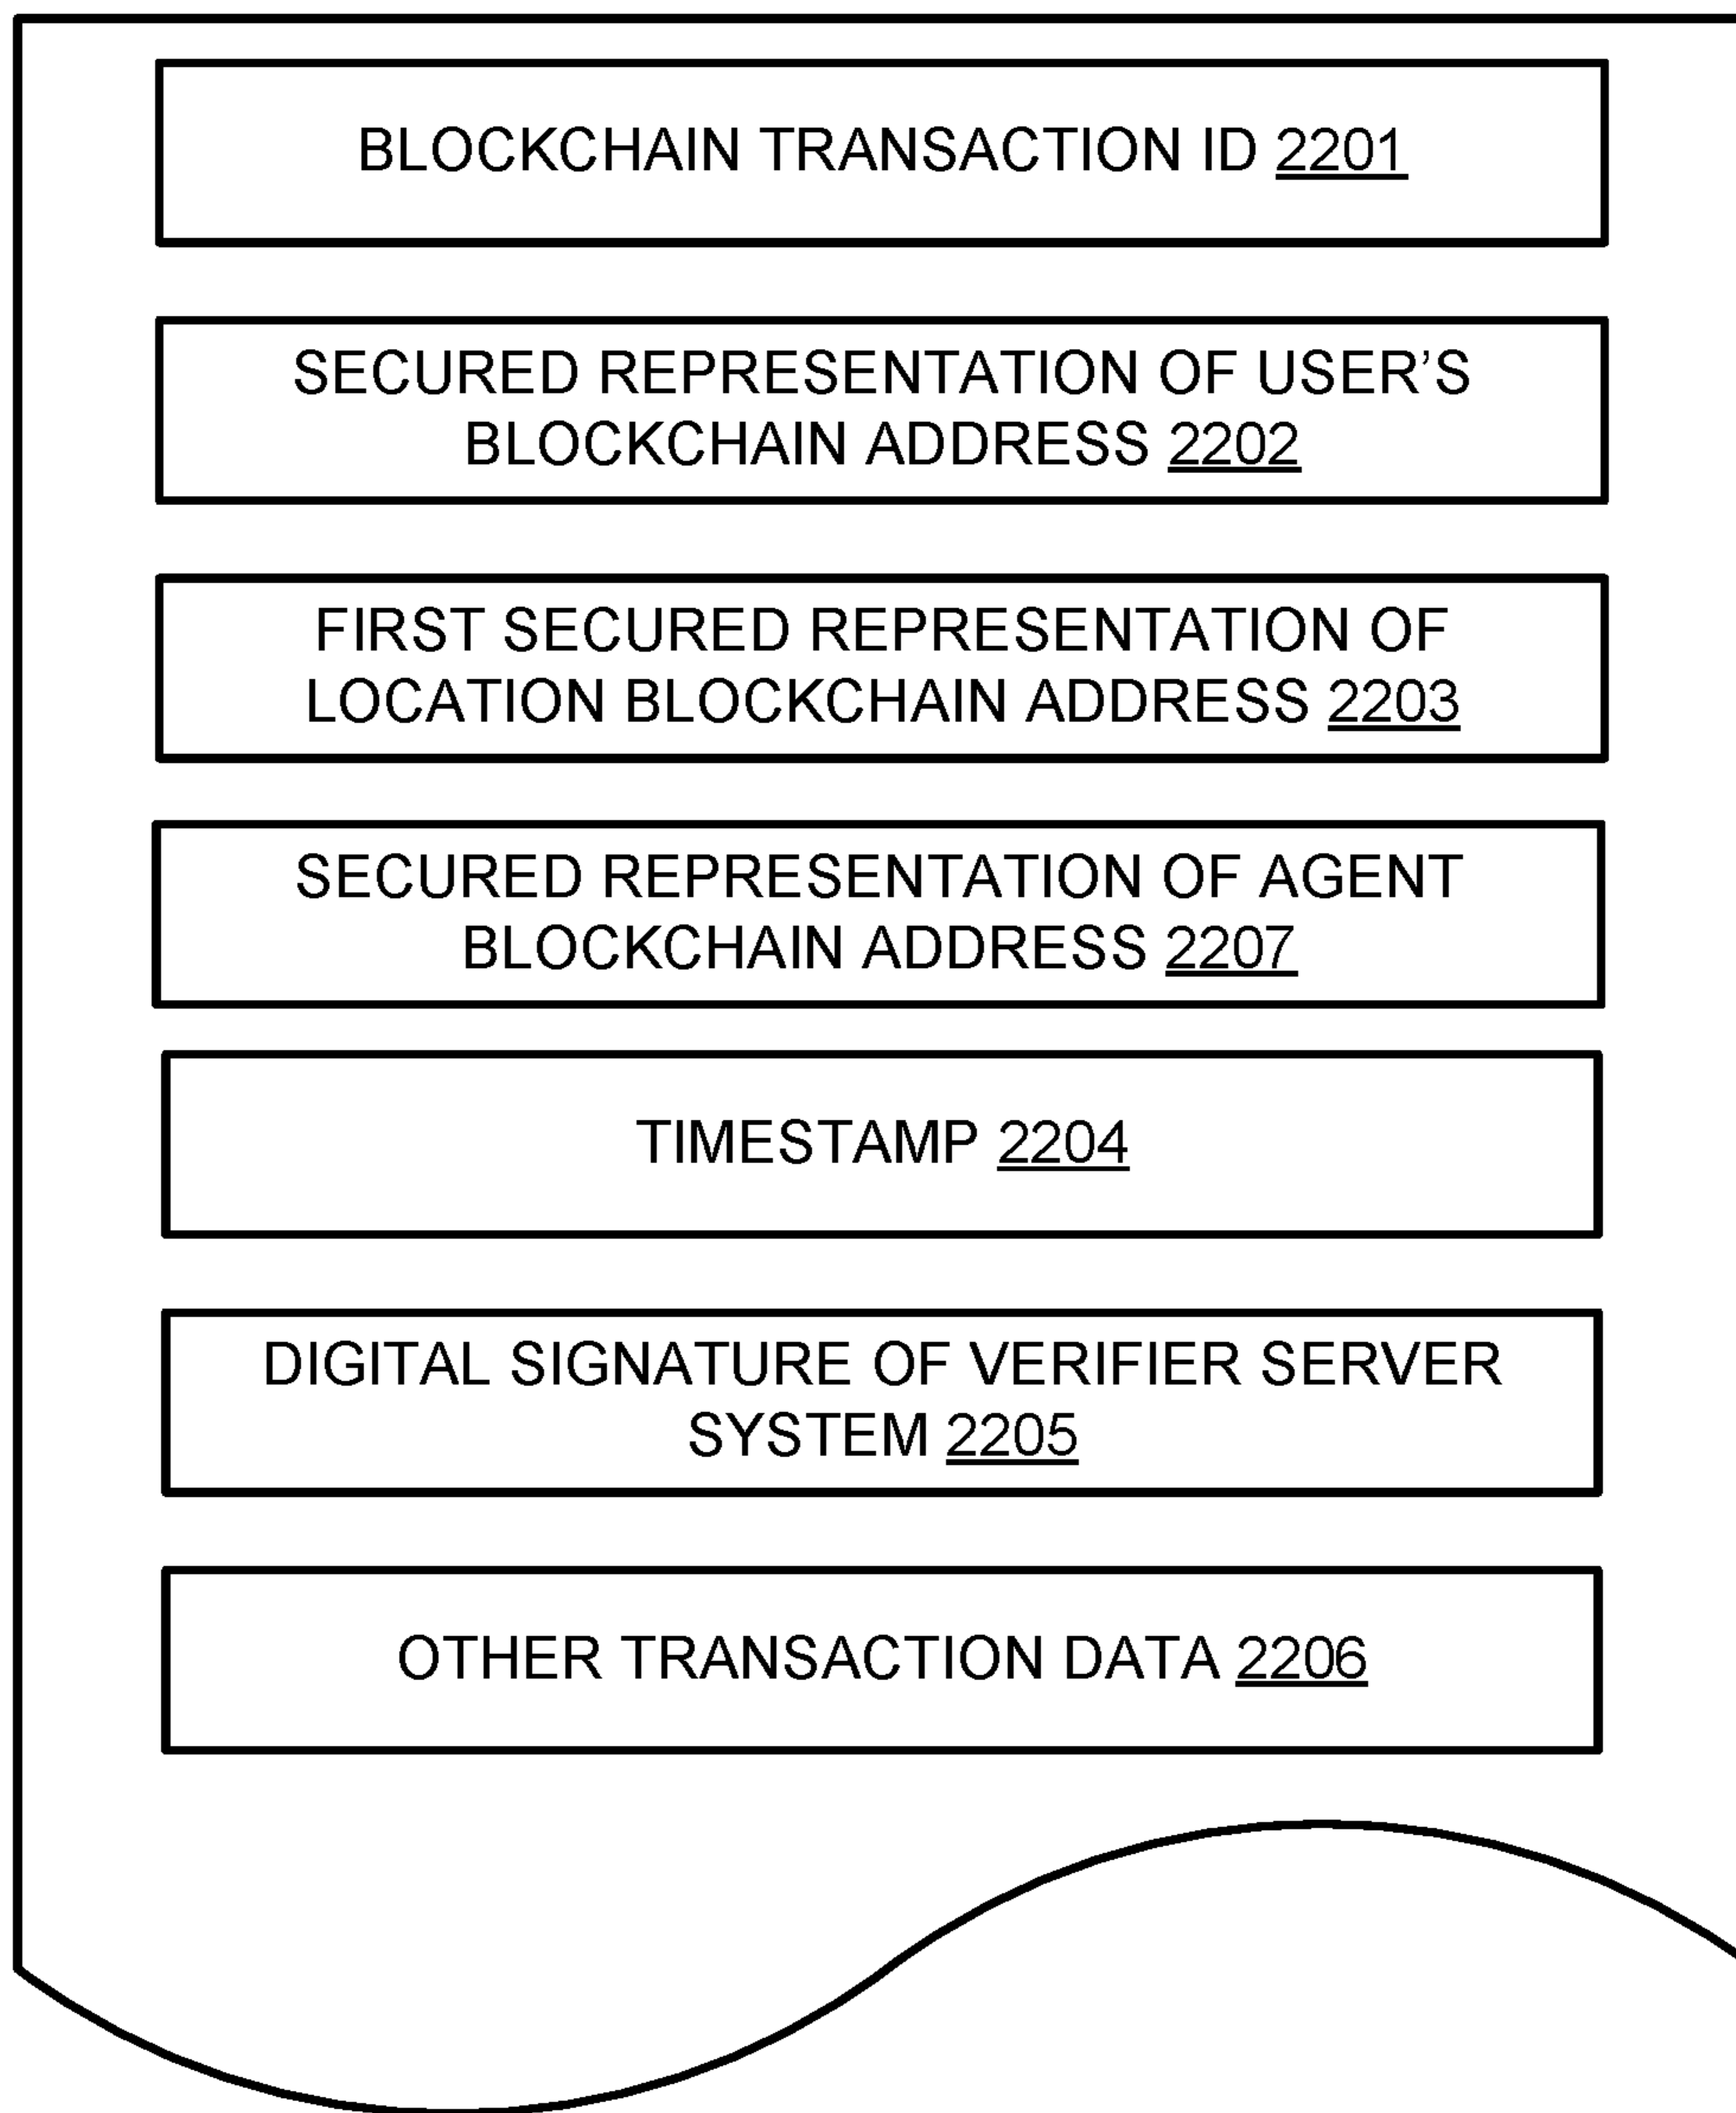 BLOCKCHAIN TRANSACTION ID 2201
SECURED REPRESENTATION OF USER’S
BLOCKCHAIN ADDRESS 2202
FIRST SECURED REPRESENTATION OF
LOCATION BLOCKCHAIN ADDRESS 2203
SECURED REPRESENTATION OF AGENT
BLOCKCHAIN ADDRESS 2207
TIMESTAMP 2204
DIGITAL SIGNATURE OF VERIFIER SERVER
SYSTEM 2205
OTHER TRANSACTION DATA 2206